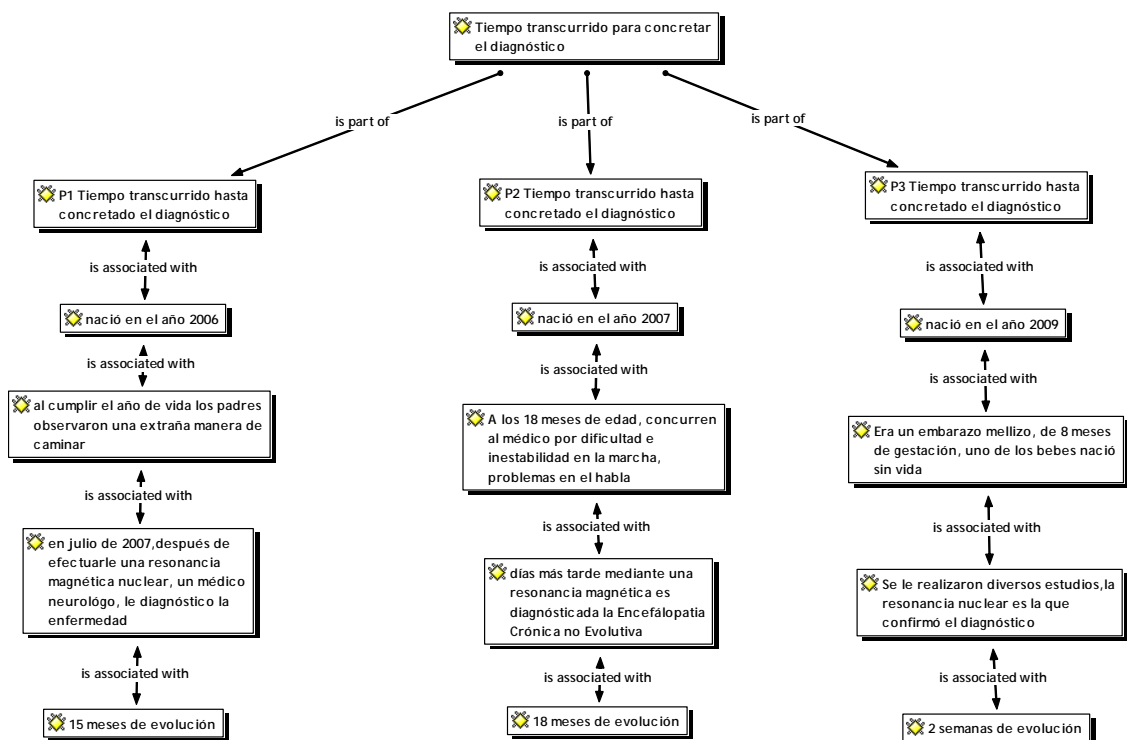 Tiempo transcurrido para concretar
el diagnóstico
is part of
is part of
is part of
P1 Tiempo transcurrido hasta
concretado el diagnóstico
is associated with
nació en el año 2006
is associated with
al cumplir el año de vida los padres
observaron una extraña manera de
caminar
is associated with
en julio de 2007,después de
efectuarle una resonancia
magnética nuclear, un médico
neurológo, le diagnóstico la
enfermedad
is associated with
15 meses de evolución
P2 Tiempo transcurrido hasta
concretado el diagnóstico
is associated with
nació en el año 2007
is associated with
A los 18 meses de edad, concurren
al médico por dificultad e
inestabilidad en la marcha,
problemas en el habla
is associated with
días más tarde mediante una
resonancia magnética es
diagnósticada la Encefálopatia
Crónica no Evolutiva
is associated with
18 meses de evolución
P3 Tiempo transcurrido hasta
concretado el diagnóstico
is associated with
nació en el año 2009
is associated with
Era un embarazo mellizo, de 8 meses
de gestación, uno de los bebes nació
sin vida
is associated with
Se le realizaron diversos estudios,la
resonancia nuclear es la que
confirmó el diagnóstico
is associated with
2 semanas de evolución